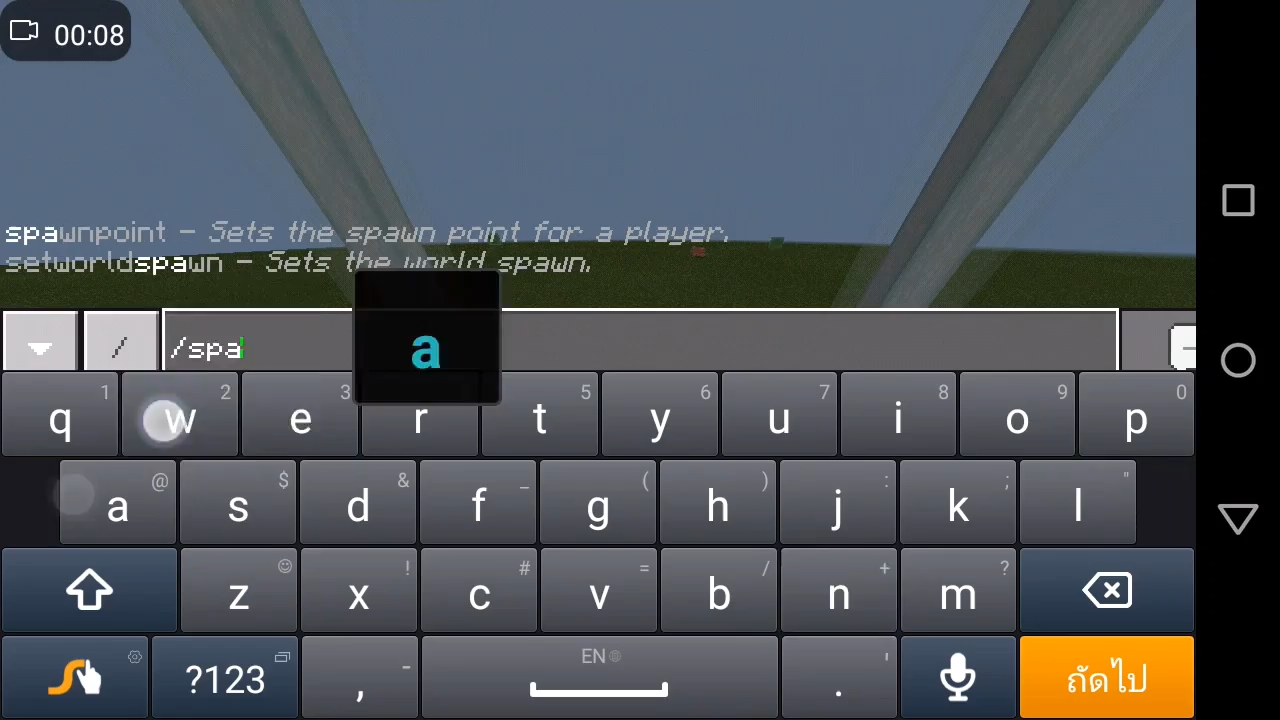 00:08
spawnpoint - Sets the spawn point for a player.
setworldspawn - Sets the world spawn.
/ /spa
a
q 1 w 2 e 3 r t 5 y 6 u 7 i 8 o 9 p 0
a @ s $ d & f _ g ( h ) j : k ; l "
z x ! c # v = b / n + m ?
?123 , - EN . ' ถัดไป